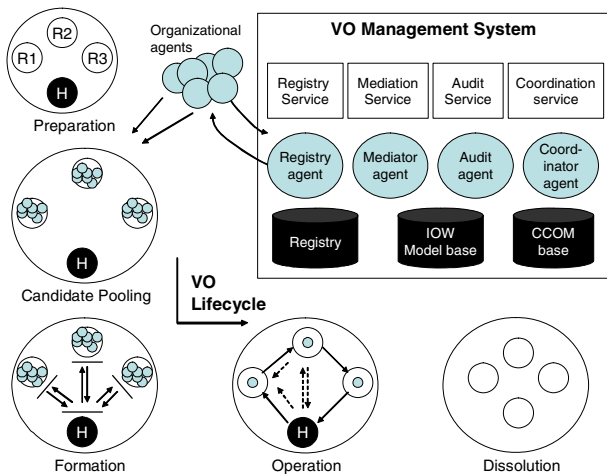 R2
R1
R3
H
Preparation
Organizational
agents
VO Management System
Registry
Service
Mediation
Service
Audit
Service
Coordination
service
Registry
agent
Mediator
agent
Audit
agent
Coord-
inator
agent
Registry
IOW
Model base
CCOM
base
H
Candidate Pooling
VO
Lifecycle
H
Formation
H
Operation
Dissolution